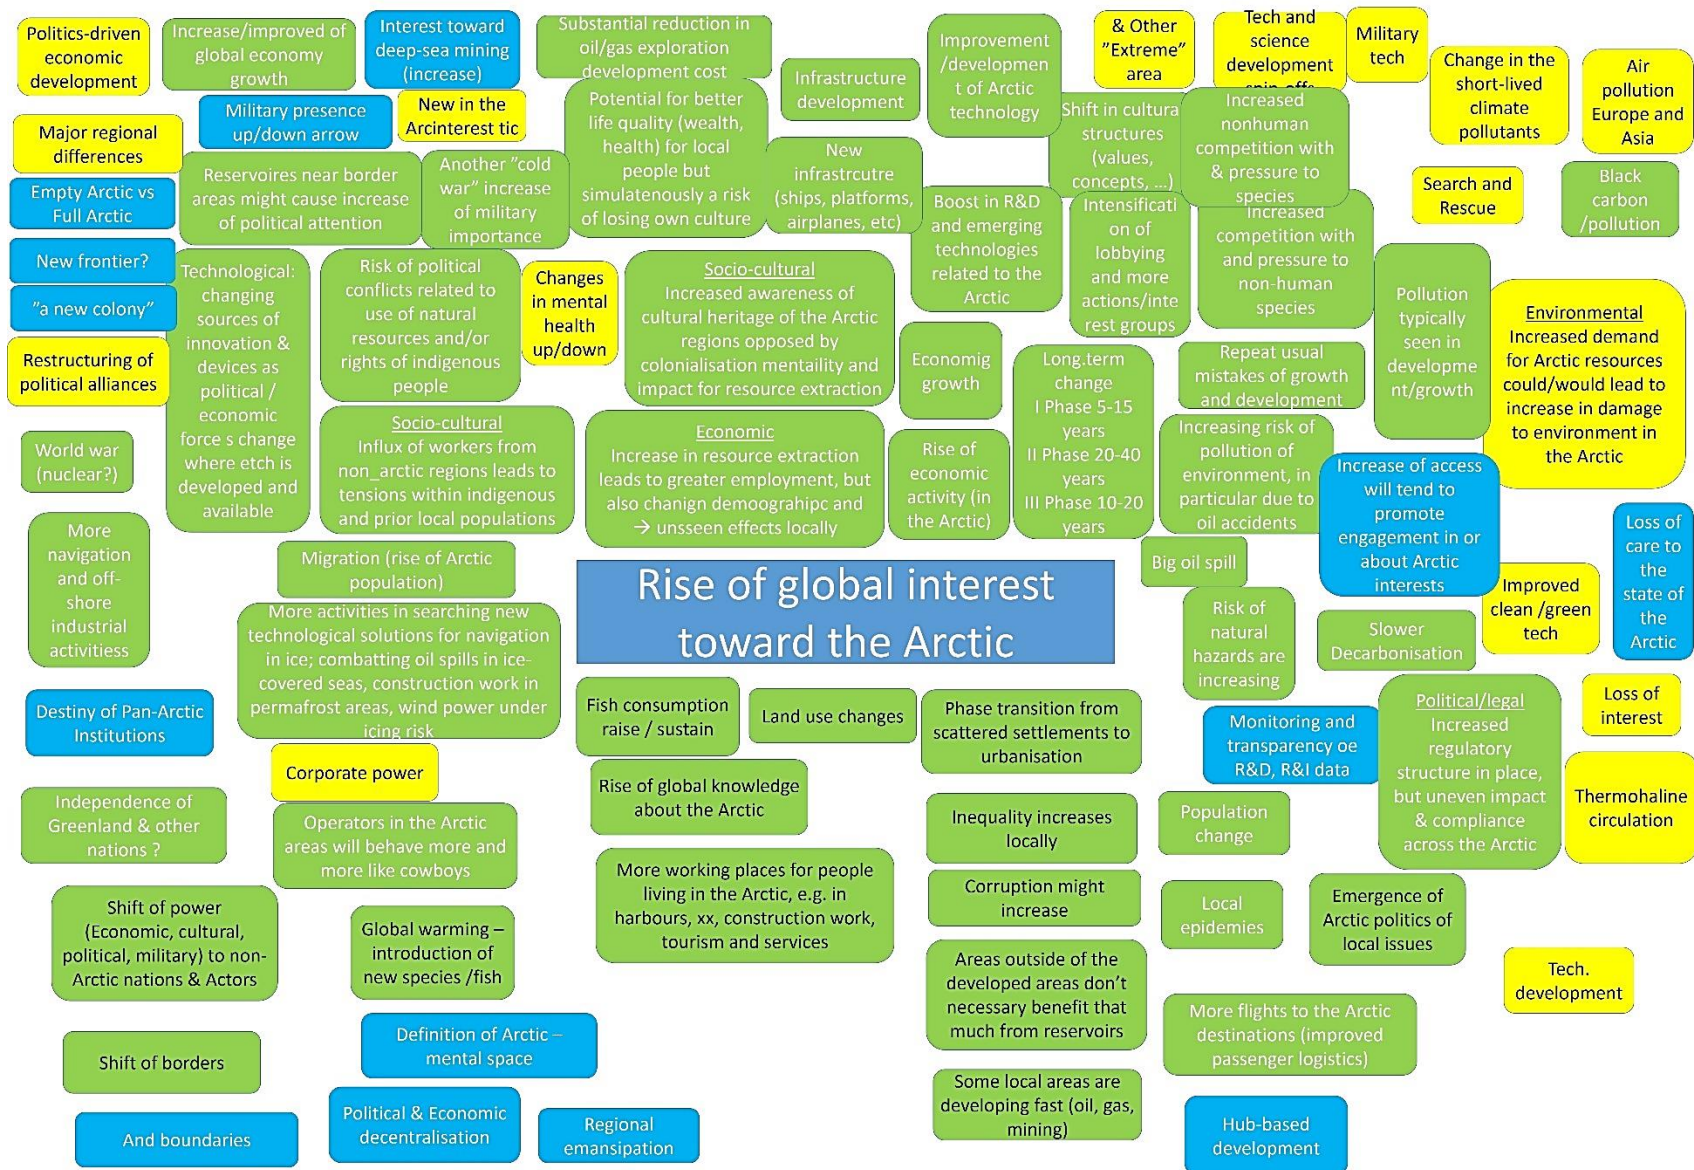 Politics-driven
economic
development
Increase/improved of
global economy
growth
Interest toward
deep-sea mining
(increase)
Substantial reduction in
oil/gas exploration
development cost
Infrastructure
development
Improvement
/developmen
t of Arctic
technology
& Other
"Extreme"
area
Tech and
science
development
spin-offs
Military
tech
Change in the
short-lived
climate
pollutants
Air
pollution
Europe and
Asia
Major regional
differences
Military presence
up/down arrow
New in the
Arcinterest tic
Potential for better
life quality (wealth,
health) for local
people but
simulatenously a risk
of losing own culture
New
infrastrcutre
(ships, platforms,
airplanes, etc)
Shift in cultural
structures
(values,
concepts, ...)
Increased
nonhuman
competition with
& pressure to
species
Search and
Rescue
Black
carbon
/pollution
Empty Arctic vs
Full Arctic
Reservoires near border
areas might cause increase
of political attention
Another "cold
war" increase
of military
importance
Boost in R&D
and emerging
technologies
related to the
Arctic
Intensificati
on of
lobbying
and more
actions/inte
rest groups
Increased
competition with
and pressure to
non-human
species
New frontier?
"a new colony"
Restructuring of
political alliances
Technological:
changing
sources of
innovation &
devices as
political /
economic
force s change
where etch is
developed and
available
Risk of political
conflicts related to
use of natural
resources and/or
rights of indigenous
people
Changes
in mental
health
up/down
Socio-cultural
Increased awareness of
cultural heritage of the Arctic
regions opposed by
colonialisation mentaility and
impact for resource extraction
Economig
growth
Long.term
change
I Phase 5-15
years
II Phase 20-40
years
III Phase 10-20
years
Repeat usual
mistakes of growth
and development
Pollution
typically
seen in
developme
nt/growth
Environmental
Increased demand
for Arctic resources
could/would lead to
increase in damage
to environment in
the Arctic
World war
(nuclear?)
Socio-cultural
Influx of workers from
non_arctic regions leads to
tensions within indigenous
and prior local populations
Economic
Increase in resource extraction
leads to greater employment, but
also chanign demoograhipc and
→ unsseen effects locally
Rise of
economic
activity (in
the Arctic)
Increasing risk of
pollution of
environment, in
particular due to
oil accidents
Increase of access
will tend to
promote
engagement in or
about Arctic
interests
Loss of
care to
the
state of
the
Arctic
More
navigation
and off-
shore
industrial
activitiess
Migration (rise of Arctic
population)
Rise of global interest
toward the Arctic
Big oil spill
Improved
clean /green
tech
More activities in searching new
technological solutions for navigation
in ice; combatting oil spills in ice-
covered seas, construction work in
permafrost areas, wind power under
icing risk
Risk of
natural
hazards are
increasing
Slower
Decarbonisation
Destiny of Pan-Arctic
Institutions
Fish consumption
raise / sustain
Land use changes
Phase transition from
scattered settlements to
urbanisation
Monitoring and
transparency oe
R&D, R&I data
Political/legal
Increased
regulatory
structure in place,
but uneven impact
& compliance
across the Arctic
Loss of
interest
Corporate power
Rise of global knowledge
about the Arctic
Thermohaline
circulation
Independence of
Greenland & other
nations ?
Operators in the Arctic
areas will behave more and
more like cowboys
Inequality increases
locally
Population
change
More working places for people
living in the Arctic, e.g. in
harbours, xx, construction work,
tourism and services
Corruption might
increase
Local
epidemies
Emergence of
Arctic politics of
local issues
Shift of power
(Economic, cultural,
political, military) to non-
Arctic nations & Actors
Global warming –
introduction of
new species /fish
Areas outside of the
developed areas don't
necessary benefit that
much from reservoirs
Tech.
development
More flights to the Arctic
destinations (improved
passenger logistics)
Shift of borders
Definition of Arctic –
mental space
Some local areas are
developing fast (oil, gas,
mining)
And boundaries
Political & Economic
decentralisation
Regional
emansipation
Hub-based
development